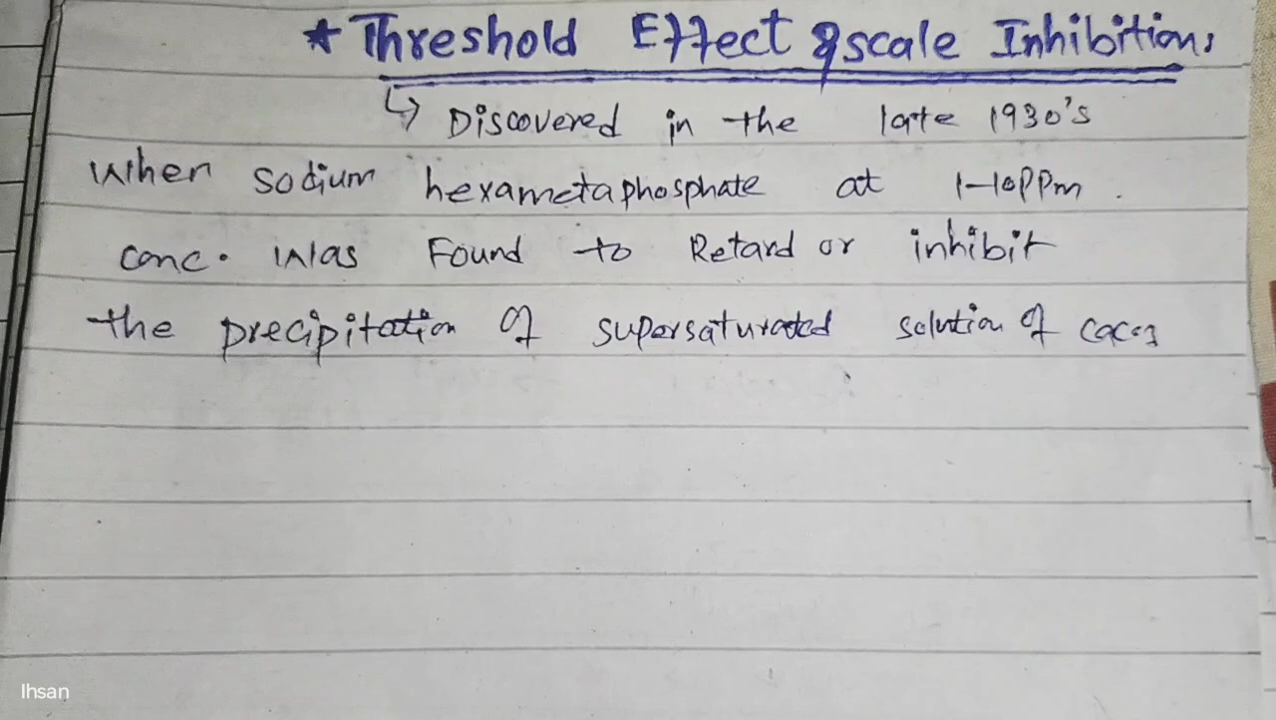 ★ Threshold Effect & scale Inhibition,
↳ Discovered in the late 1930's
When sodium hexametaphosphate at 1-10PPm.
conc. Was Found to Retard or inhibit
the precipitation of supersaturated solution of CaCO3
Ihsan